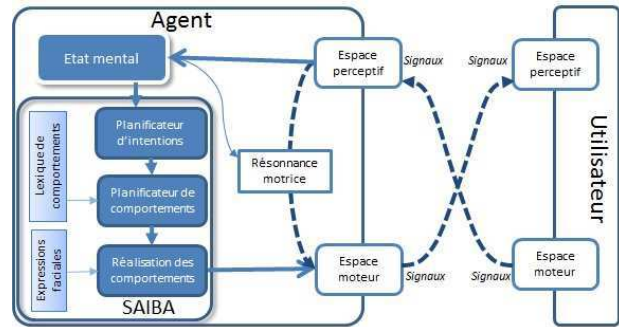 Agent
Etat mental
Espace
perceptif
Signaux
Signaux
Espace
perceptif
Planificateur
d'intentions
Lexique de
comportements
Résonnance
motrice
Planificateur de
comportements
Utilisateur
Expressions
faciales
Réalisation des
comportements
Espace
moteur
Signaux
Signaux
Espace
moteur
SAIBA